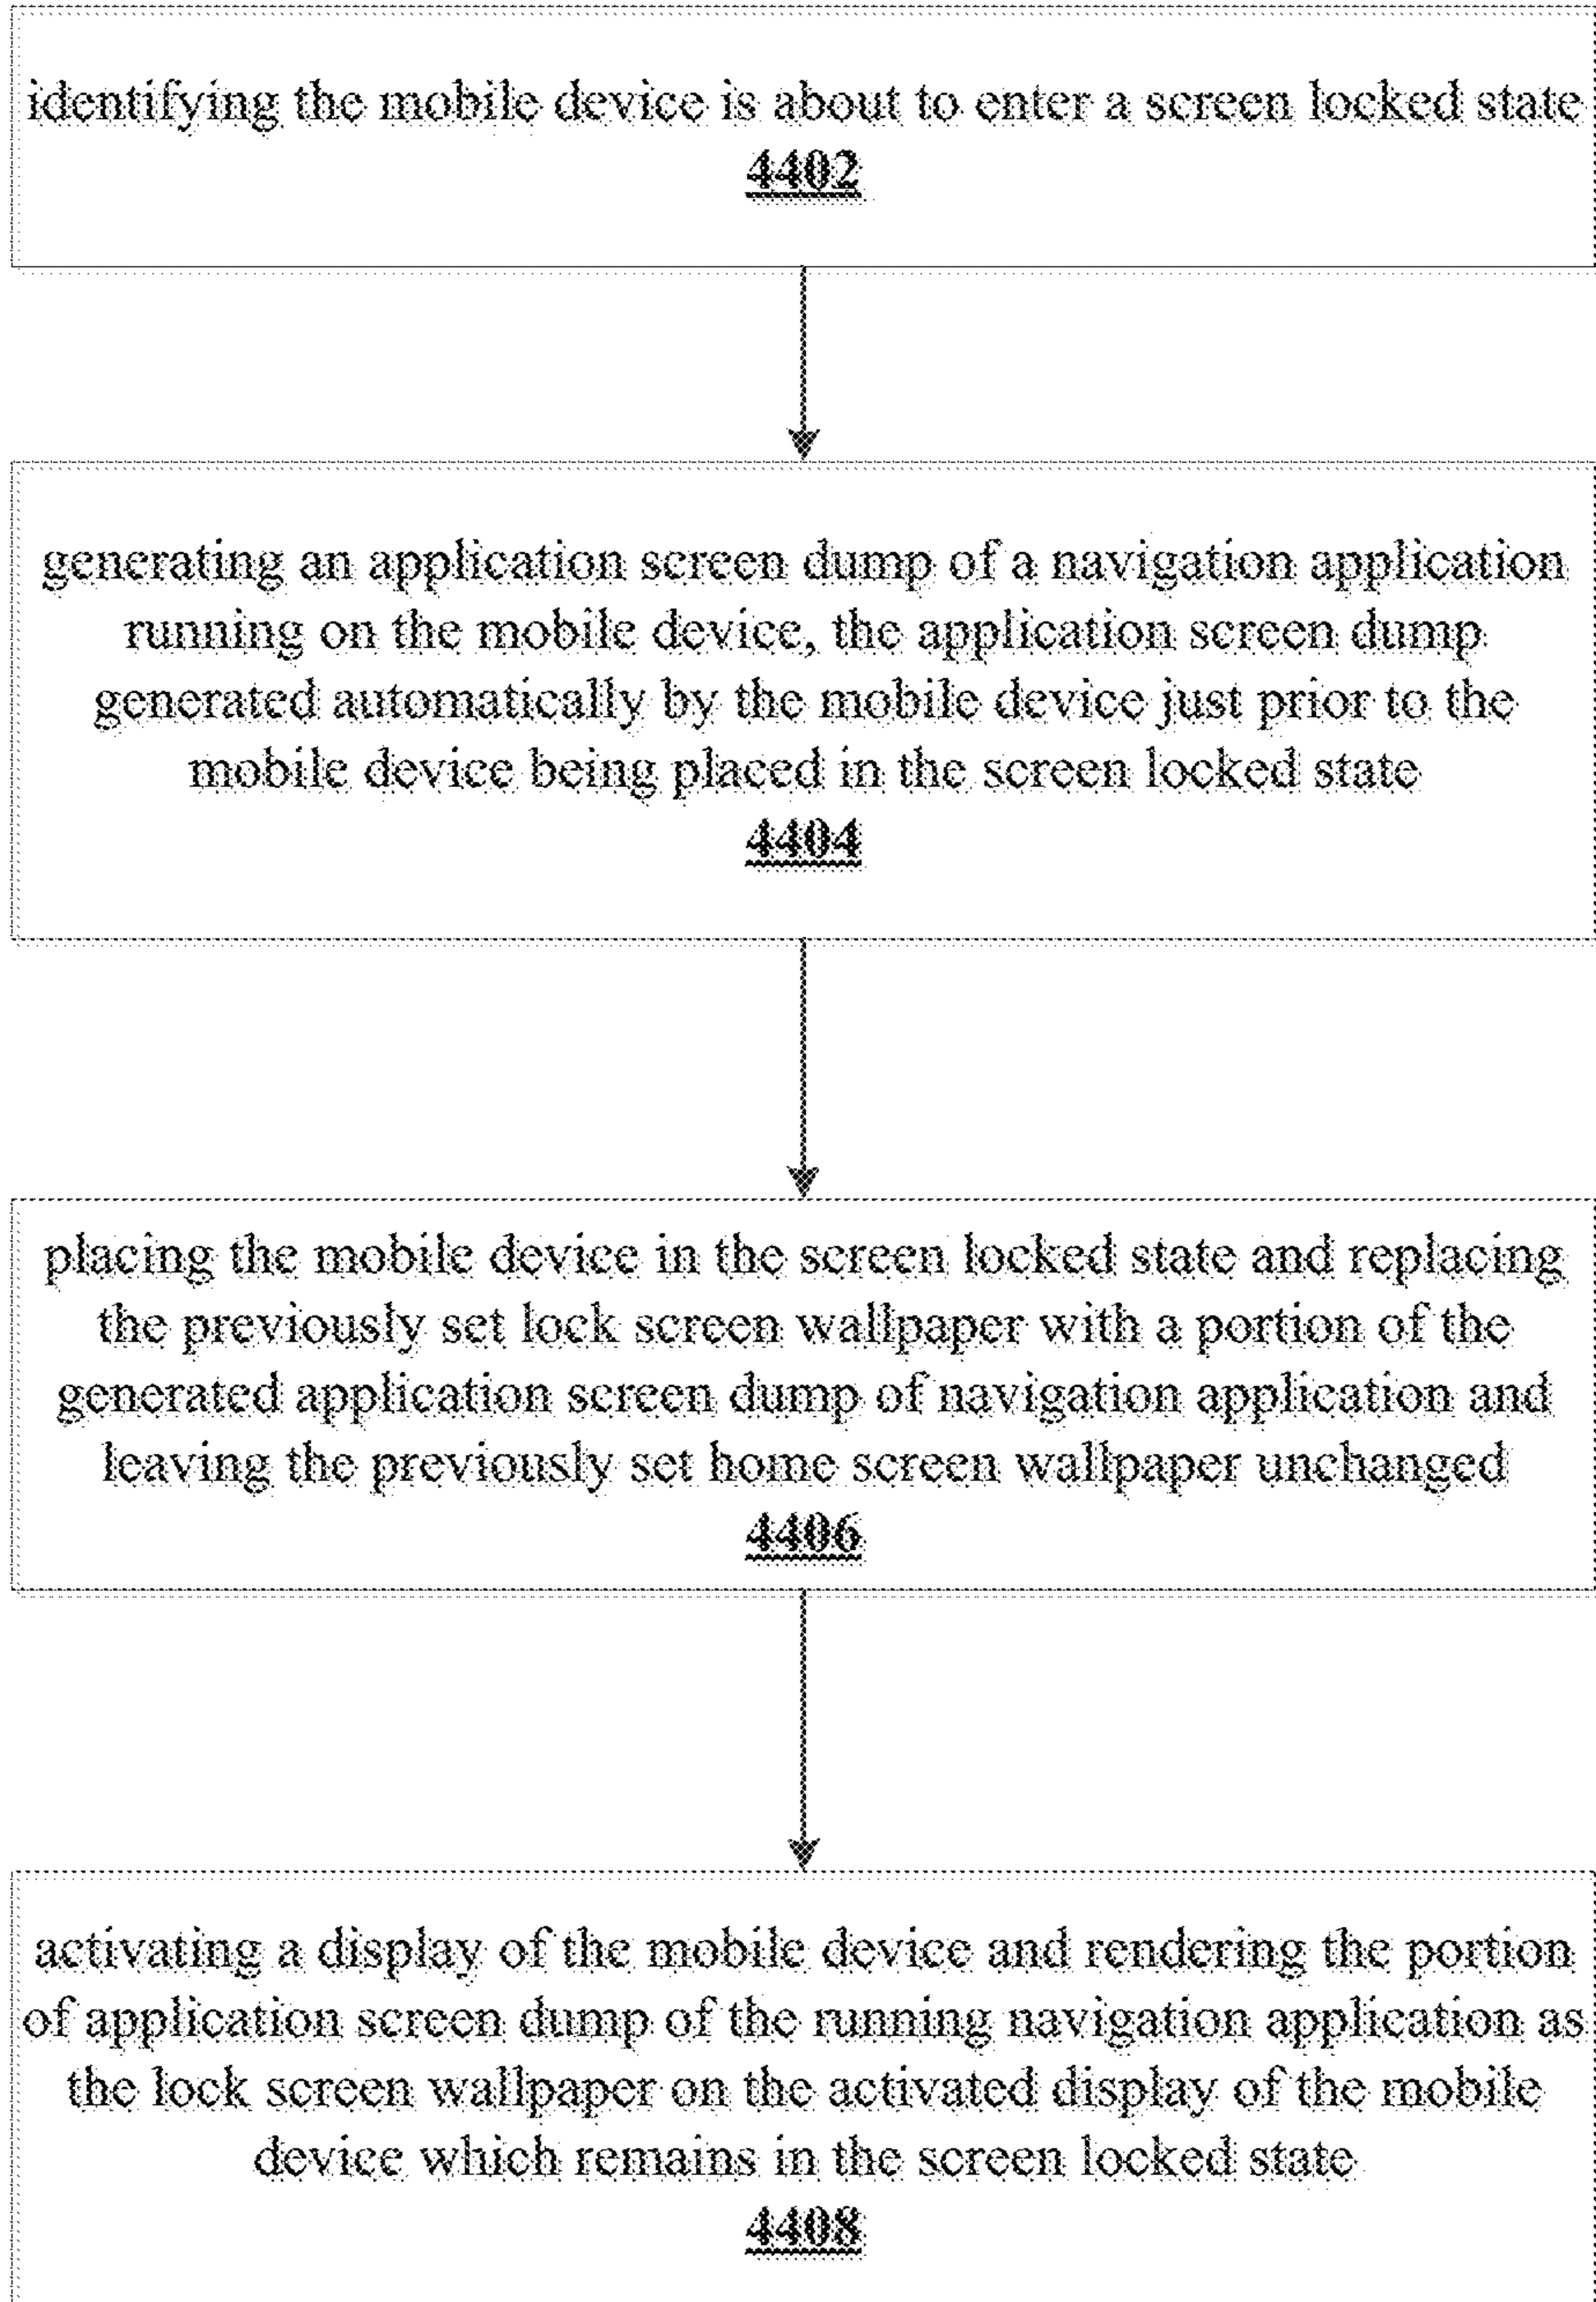 identifying the mobile device is about to enter a screen locked state
4402
generating an application screen dump of a navigation application
running on the mobile device, the application screen dump
generated automatically by the mobile device just prior to the
mobile device being placed in the screen locked state
4404
placing the mobile device in the screen locked state and replacing
the previously set lock screen wallpaper with a portion of the
generated application screen dump of navigation application and
leaving the previously set home screen wallpaper unchanged
4406
activating a display of the mobile device and rendering the portion
of application screen dump of the running navigation application as
the lock screen wallpaper on the activated display of the mobile
device which remains in the screen locked state
4408